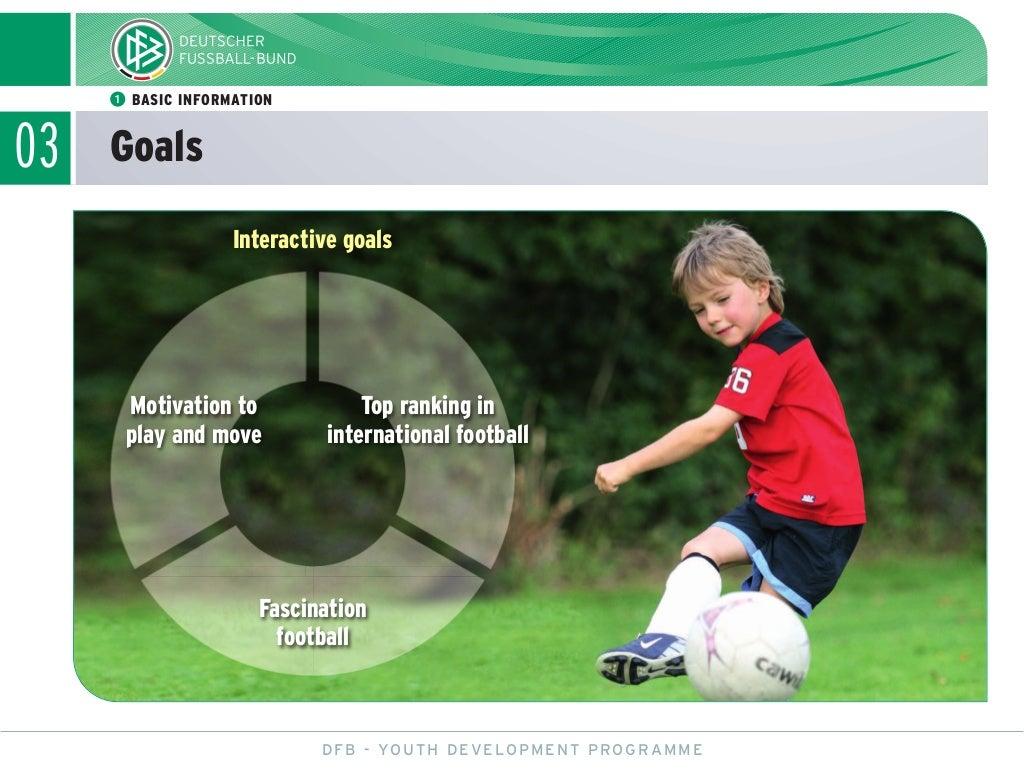 DEUTSCHER
FUSSBALL-BUND
1 BASIC INFORMATION
03 Goals
Interactive goals
Motivation to
play and move
Top ranking in
international football
Fascination
football
DFB - YOUTH DEVELOPMENT PROGRAMME